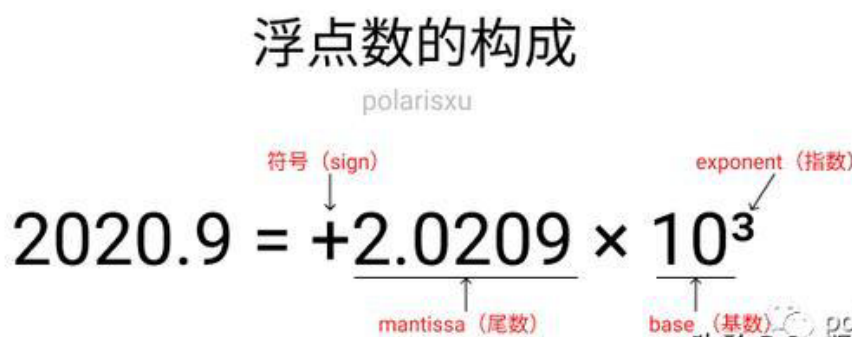 浮点数的构成
polarisxu
符号（sign） exponent（指数）
2020.9 = +2.0209 × 10³
mantissa（尾数） base（基数）